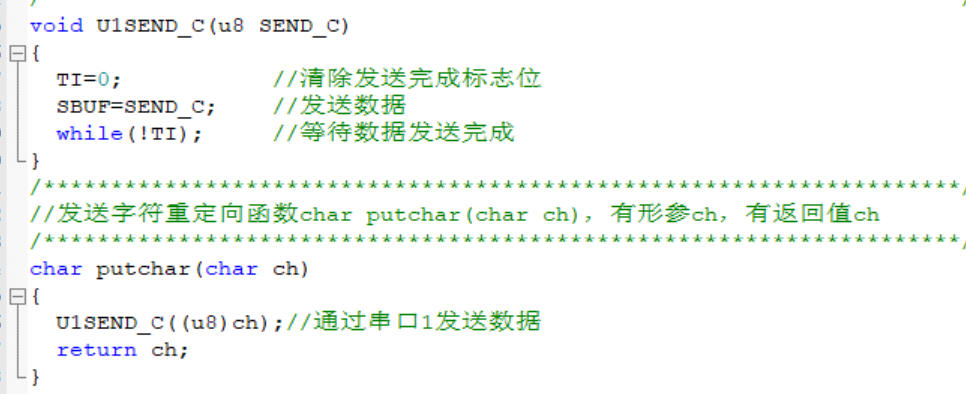 void U1SEND_C(u8 SEND_C)
{
TI=0; //清除发送完成标志位
SBUF=SEND_C; //发送数据
while(!TI); //等待数据发送完成
}
/********************************************************************/
//发送字符重定向函数char putchar(char ch)，有形参ch，有返回值ch
/********************************************************************/
char putchar(char ch)
{
U1SEND_C((u8)ch);//通过串口1发送数据
return ch;
}